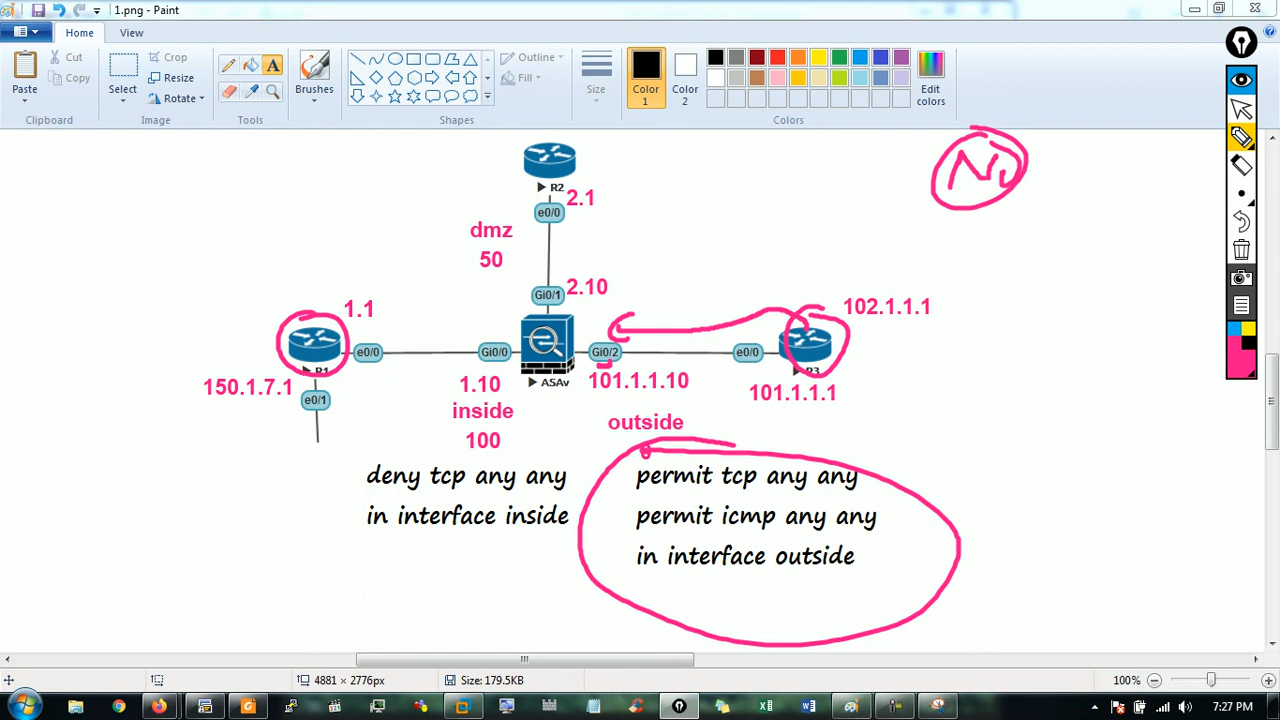 1.png - Paint
Home
View
Paste
Cut
Copy
Clipboard
Select
Crop
Resize
Rotate
Image
Tools
Brushes
Shapes
Outline
Fill
Size
Color 1
Color 2
Edit colors
Colors
R2
2.1
e0/0
dmz
50
2.10
Gi0/1
1.1
102.1.1.1
e0/0
Gi0/0
Gi0/2
e0/0
R1
ASAv
R3
150.1.7.1
1.10
101.1.1.10
101.1.1.1
e0/1
inside
outside
100
deny tcp any any
in interface inside
permit tcp any any
permit icmp any any
in interface outside
4881 × 2776px
Size: 179.5KB
100%
7:27 PM